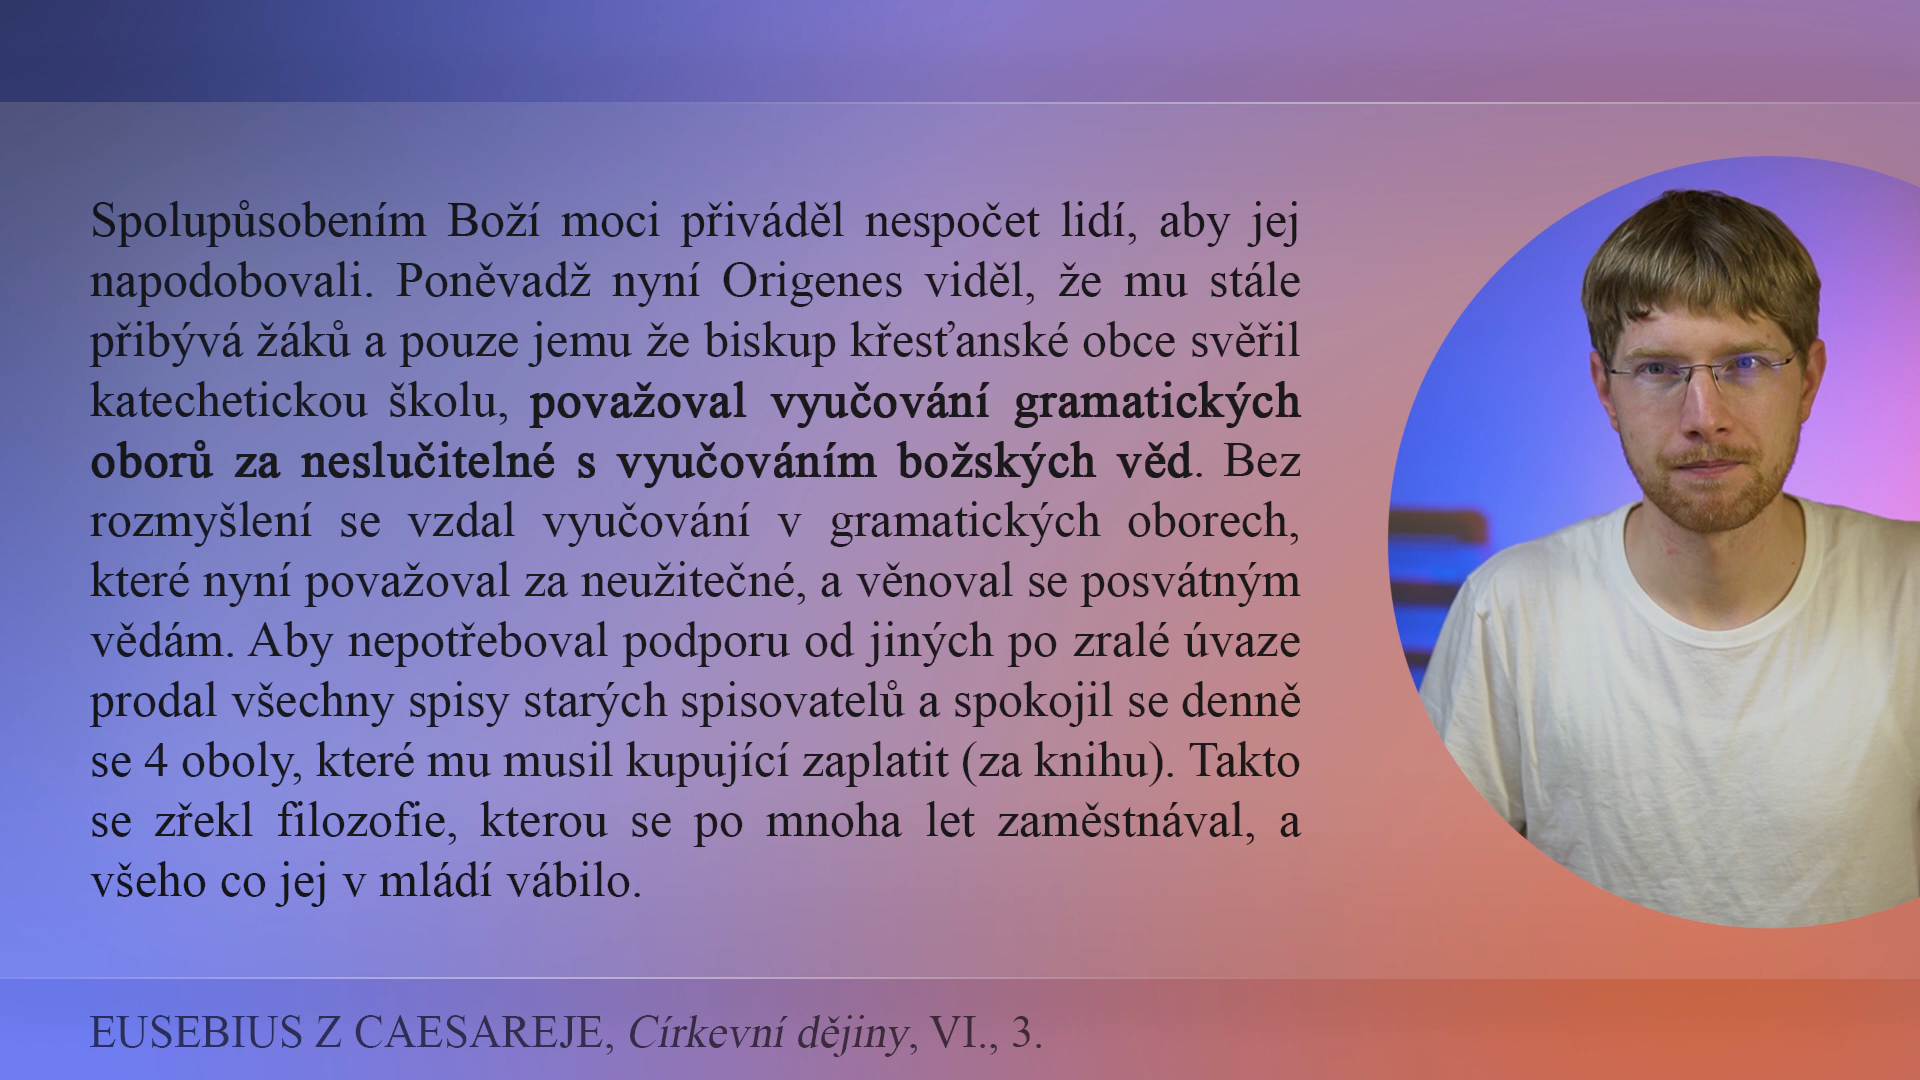 Spolupůsobením Boží moci přiváděl nespočet lidí, aby jej
napodobovali. Poněvadž nyní Origenes viděl, že mu stále
přibývá žáků a pouze jemu že biskup křesťanské obce svěřil
katechetickou školu, považoval vyučování gramatických
oborů za neslučitelné s vyučováním božských věd. Bez
rozmyšlení se vzdal vyučování v gramatických oborech,
které nyní považoval za neužitečné, a věnoval se posvátným
vědám. Aby nepotřeboval podporu od jiných po zralé úvaze
prodal všechny spisy starých spisovatelů a spokojil se denně
se 4 oboly, které mu musil kupující zaplatit (za knihu). Takto
se zřekl filozofie, kterou se po mnoha let zaměstnával, a
všeho co jej v mládí vábilo.
EUSEBIUS Z CAESAREJE, Církevní dějiny, VI., 3.